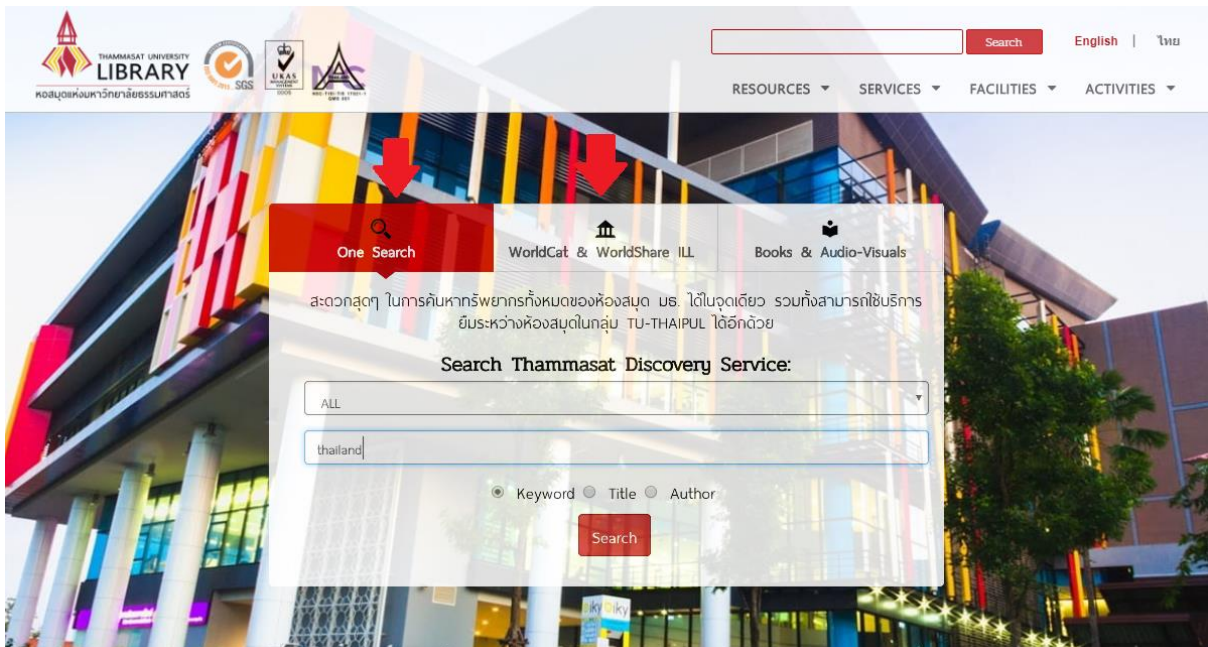 THAMMASAT UNIVERSITY
LIBRARY
หอสมุดแห่งมหาวิทยาลัยธรรมศาสตร์
SGS
UKAS
MANAGEMENT
SYSTEMS
NAC
Search
English | ไทย
RESOURCES SERVICES FACILITIES ACTIVITIES
One Search
WorldCat & WorldShare ILL
Books & Audio-Visuals
สะดวกสุดๆ ในการค้นหาทรัพยากรทั้งหมดของห้องสมุด มธ. ได้ในจุดเดียว รวมทั้งสามารถใช้บริการ
ยืมระหว่างห้องสมุดในกลุ่ม TU-THAIPUL ได้อีกด้วย
Search Thammasat Discovery Service:
ALL
thailand
Keyword Title Author
Search